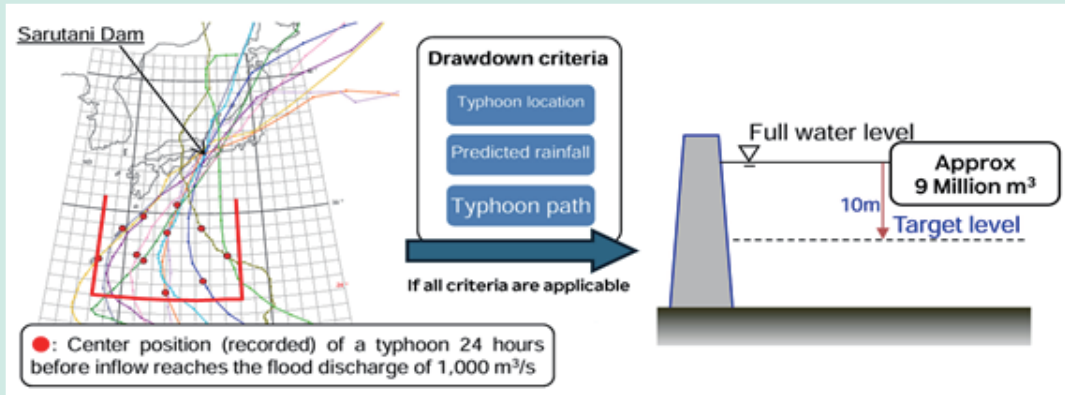 Sarutani Dam
Drawdown criteria
Typhoon location
Predicted rainfall
Typhoon path
If all criteria are applicable
Full water level
Approx
9 Million m³
10m
Target level
●: Center position (recorded) of a typhoon 24 hours
before inflow reaches the flood discharge of 1,000 m³/s